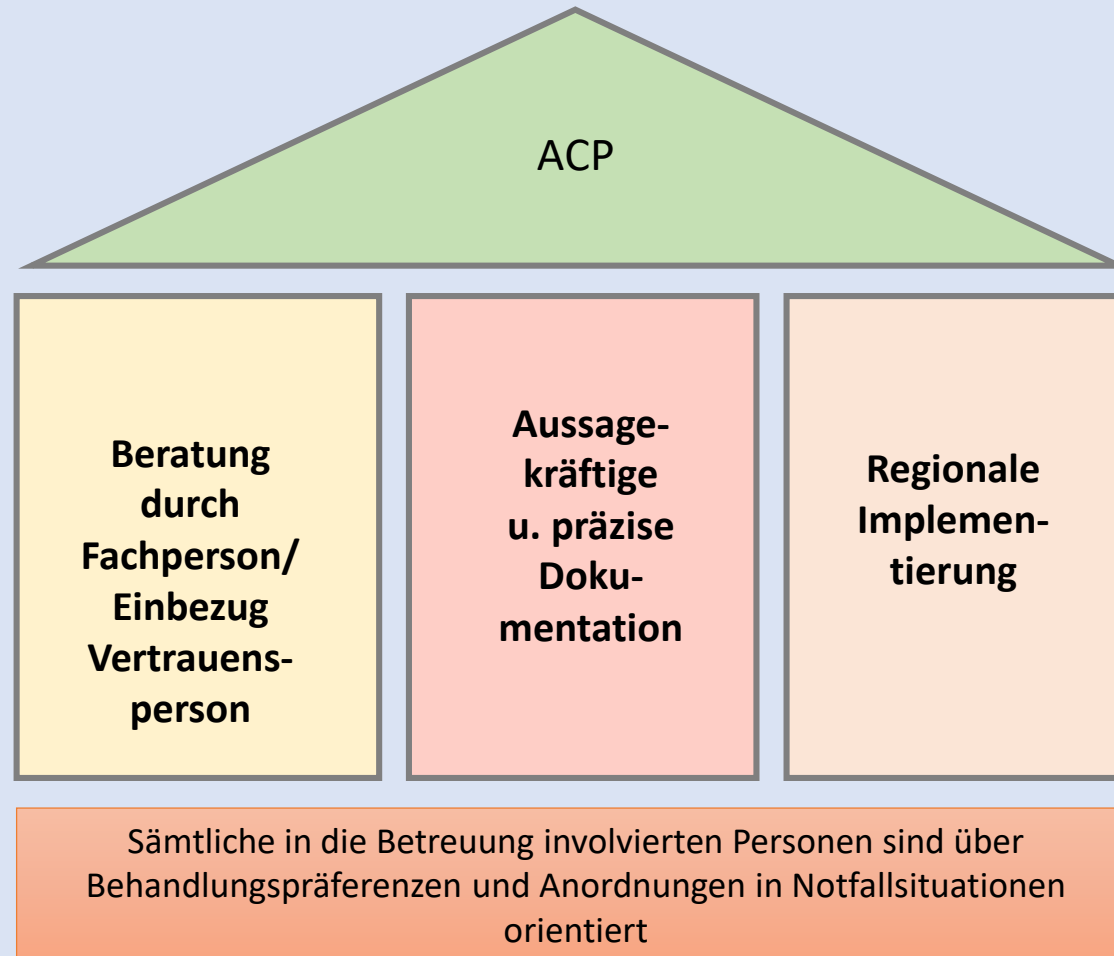 ACP
Beratung
durch
Fachperson/
Einbezug
Vertrauens-
person
Aussage-
kräftige
u. präzise
Doku-
mentation
Regionale
Implemen-
tierung
Sämtliche in die Betreuung involvierten Personen sind über
Behandlungspräferenzen und Anordnungen in Notfallsituationen
orientiert